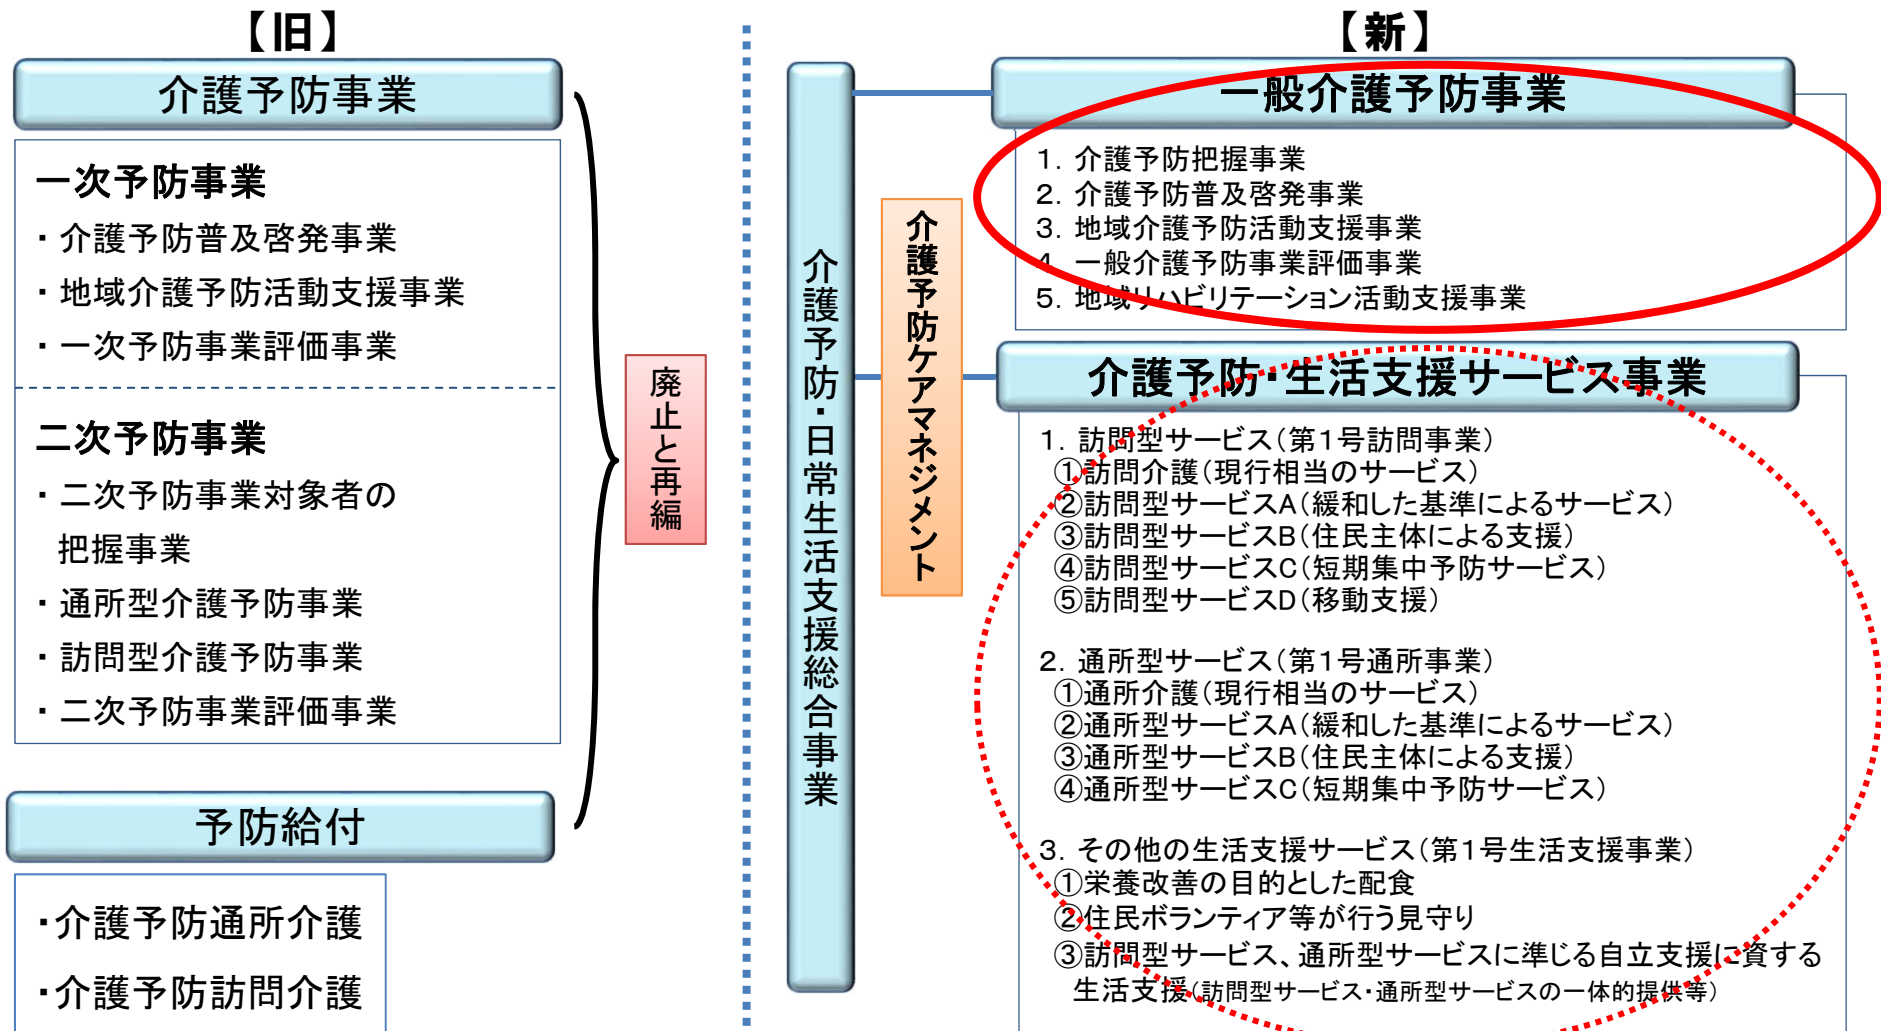 【旧】
介護予防事業
一次予防事業
・介護予防普及啓発事業
・地域介護予防活動支援事業
・一次予防事業評価事業
二次予防事業
・二次予防事業対象者の
把握事業
・通所型介護予防事業
・訪問型介護予防事業
・二次予防事業評価事業
予防給付
・介護予防通所介護
・介護予防訪問介護
廃止と再編
【新】
介護予防・日常生活支援総合事業
介護予防ケアマネジメント
一般介護予防事業
1. 介護予防把握事業
2. 介護予防普及啓発事業
3. 地域介護予防活動支援事業
4. 一般介護予防事業評価事業
5. 地域リハビリテーション活動支援事業
介護予防・生活支援サービス事業
1. 訪問型サービス(第1号訪問事業)
①訪問介護(現行相当のサービス)
②訪問型サービスA(緩和した基準によるサービス)
③訪問型サービスB(住民主体による支援)
④訪問型サービスC(短期集中予防サービス)
⑤訪問型サービスD(移動支援)
2. 通所型サービス(第1号通所事業)
①通所介護(現行相当のサービス)
②通所型サービスA(緩和した基準によるサービス)
③通所型サービスB(住民主体による支援)
④通所型サービスC(短期集中予防サービス)
3. その他の生活支援サービス(第1号生活支援事業)
①栄養改善の目的とした配食
②住民ボランティア等が行う見守り
③訪問型サービス、通所型サービスに準じる自立支援に資する
生活支援(訪問型サービス・通所型サービスの一体的提供等)